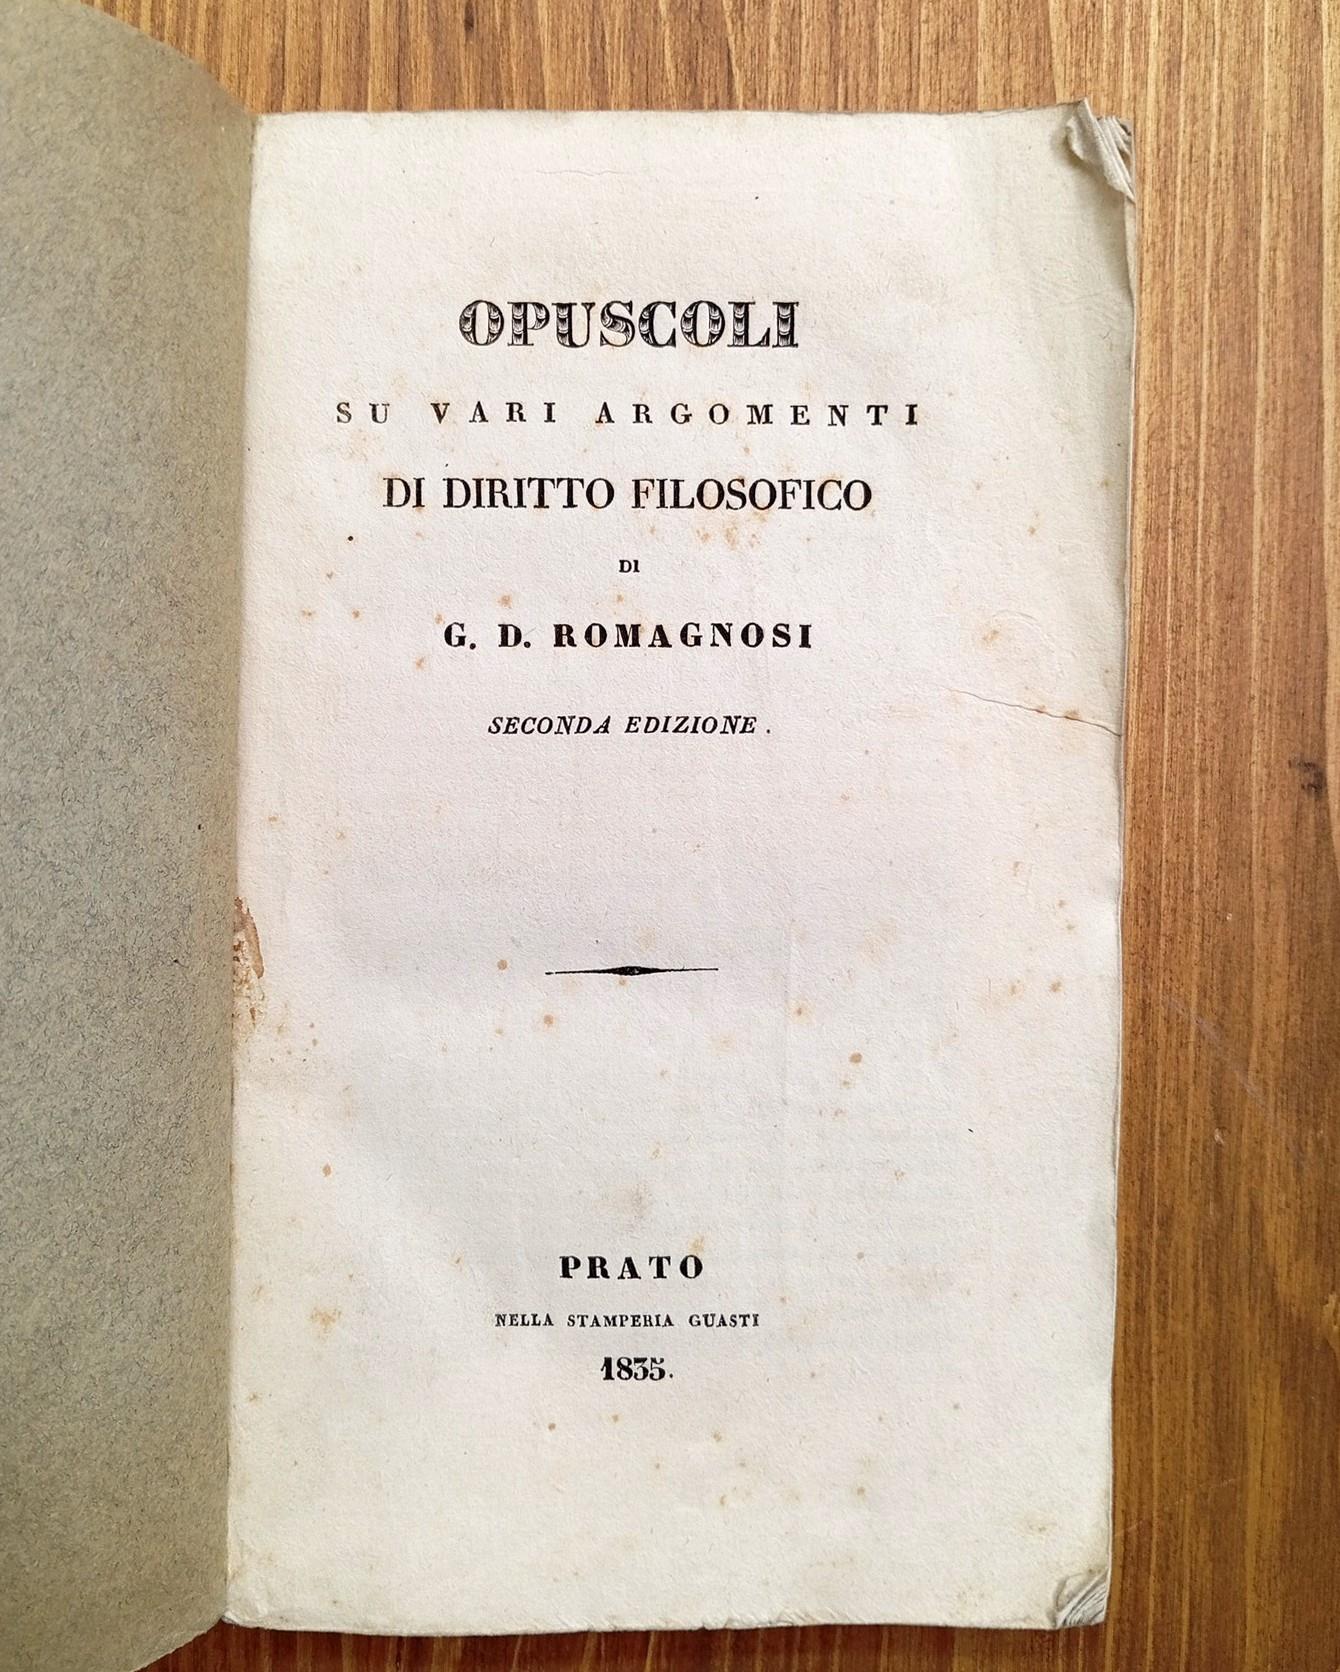 OPUSCOLI
SU VARI ARGOMENTI
DI DIRITTO FILOSOFICO
DI
G. D. ROMAGNOSI
SECONDA EDIZIONE.
PRATO
NELLA STAMPERIA GUASTI
1835.